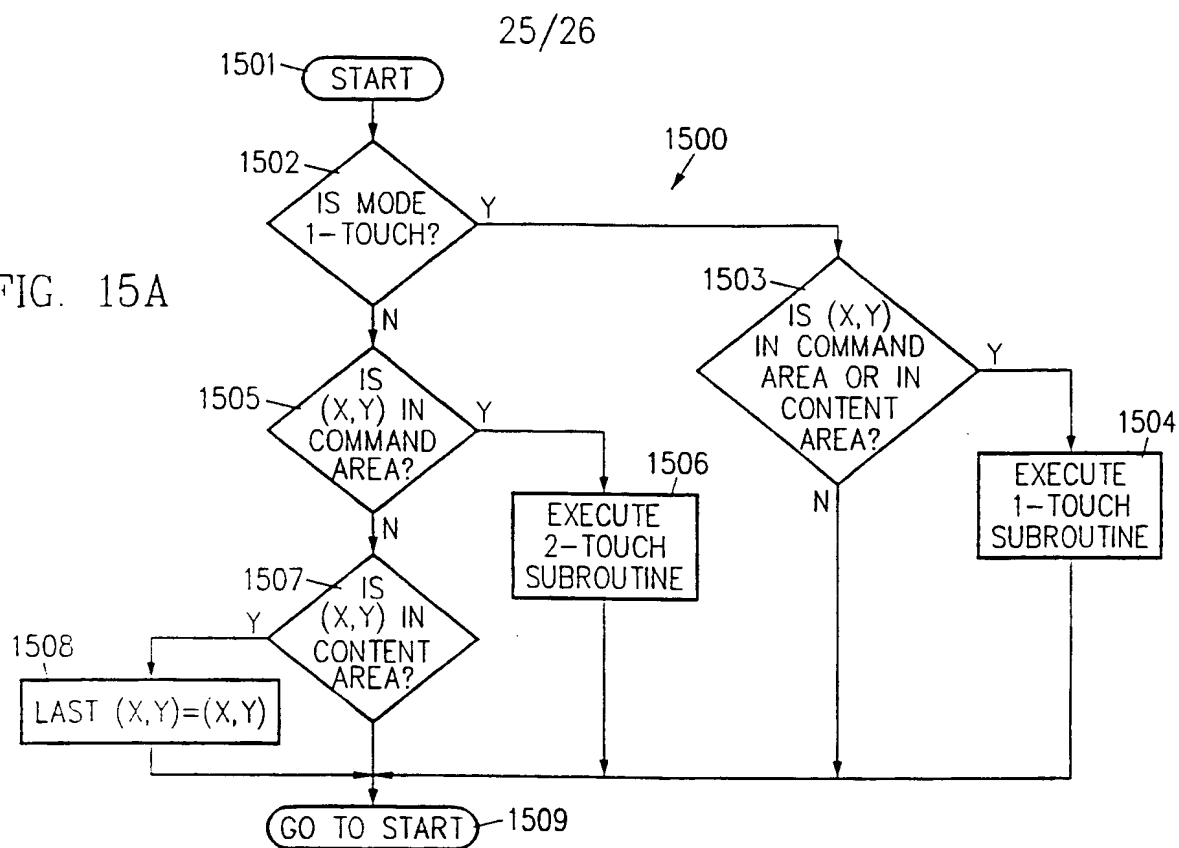 25/26
1501
START
1500
1502
IS MODE
1-TOUCH?
Y
N
FIG. 15A
1503
IS (X,Y)
IN COMMAND
AREA OR IN
CONTENT
AREA?
Y
N
1505
IS
(X,Y) IN
COMMAND
AREA?
Y
N
1504
EXECUTE
1-TOUCH
SUBROUTINE
1506
EXECUTE
2-TOUCH
SUBROUTINE
1507
IS
(X,Y) IN
CONTENT
AREA?
Y
1508
LAST (X,Y)=(X,Y)
GO TO START
1509